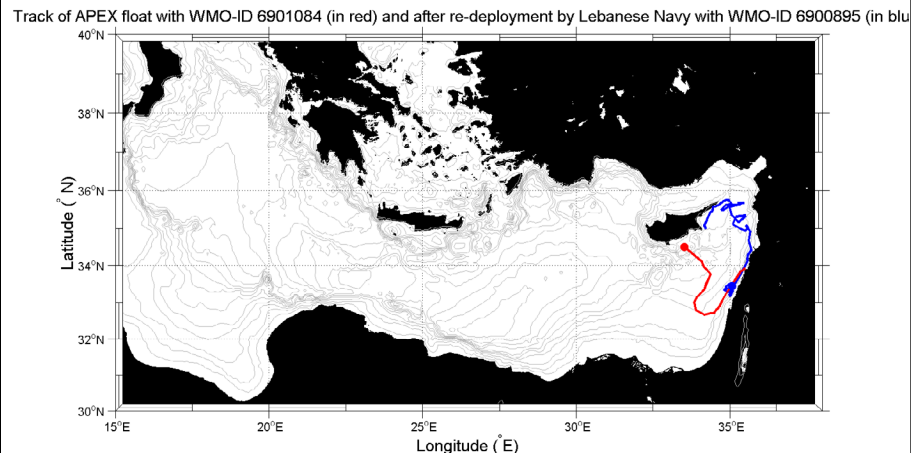 Track of APEX float with WMO-ID 6901084 (in red) and after re-deployment by Lebanese Navy with WMO-ID 6900895 (in blu
40°N
38°N
36°N
34°N
32°N
30°N
Latitude (° N)
15°E
20°E
25°E
30°E
35°E
Longitude (°E)